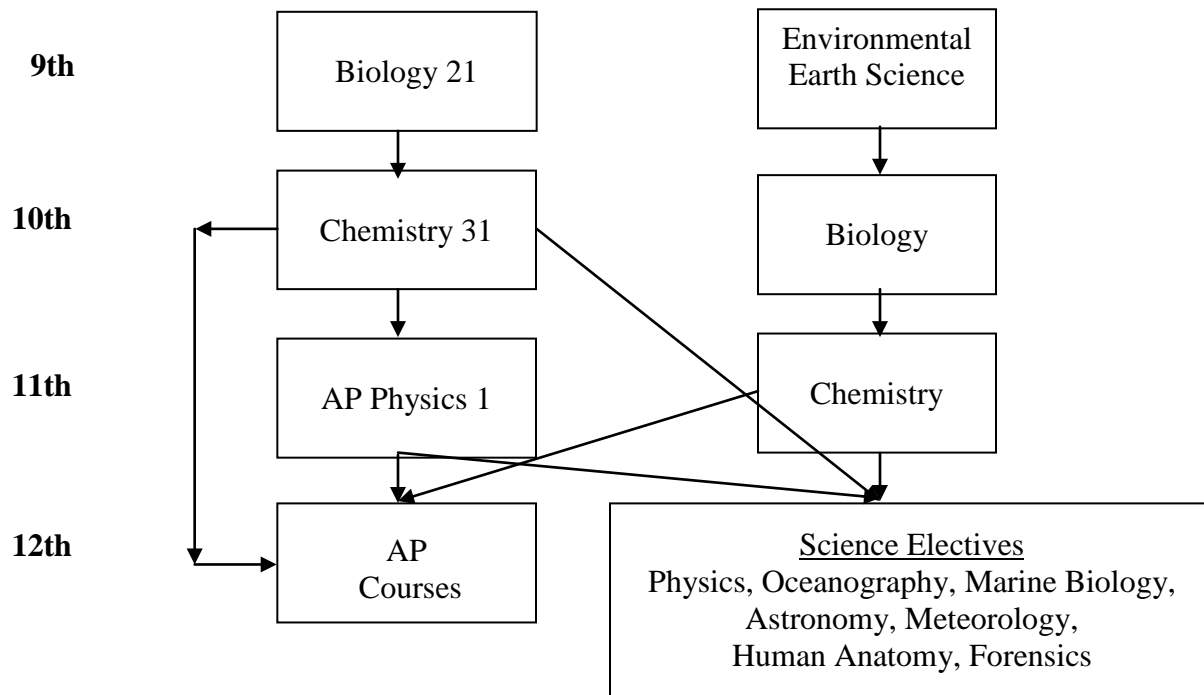 9th
Biology 21
Environmental
Earth Science
10th
Chemistry 31
Biology
11th
AP Physics 1
Chemistry
12th
AP
Courses
Science Electives
Physics, Oceanography, Marine Biology,
Astronomy, Meteorology,
Human Anatomy, Forensics